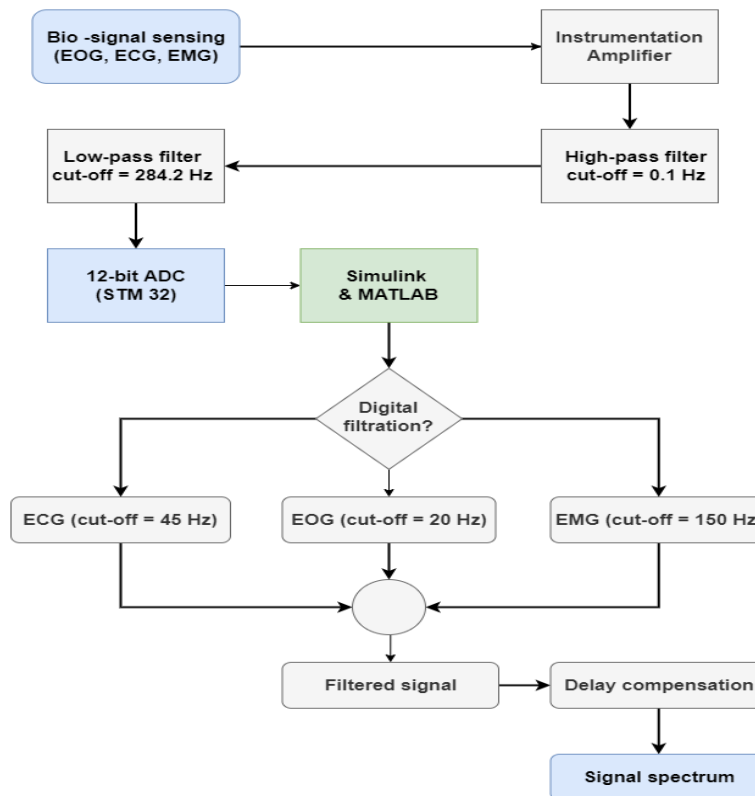 Bio -signal sensing
(EOG, ECG, EMG)
Instrumentation
Amplifier
Low-pass filter
cut-off = 284.2 Hz
High-pass filter
cut-off = 0.1 Hz
12-bit ADC
(STM 32)
Simulink
& MATLAB
Digital
filtration?
ECG (cut-off = 45 Hz)
EOG (cut-off = 20 Hz)
EMG (cut-off = 150 Hz
Filtered signal
Delay compensation
Signal spectrum